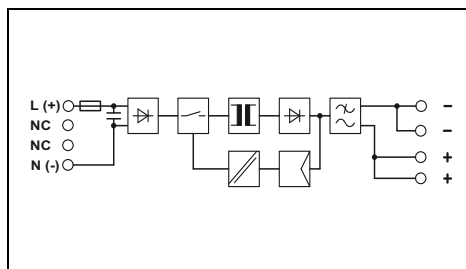 L (+)
NC
NC
N (-)
–
–
+
+